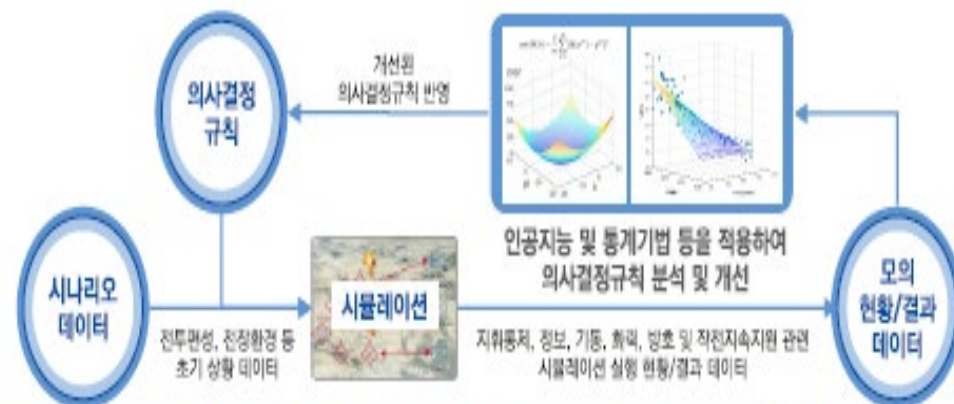 개선된
의사결정규칙 반영
의사결정
규칙
인공지능 및 통계기법 등을 적용하여
의사결정규칙 분석 및 개선
시나리오
데이터
전투편성, 전장환경 등
초기 상황 데이터
시뮬레이션
지휘통제, 정보, 기동, 화력, 방호 및 작전지속지원 관련
시뮬레이션 실행 현황/결과 데이터
모의
현황/결과
데이터